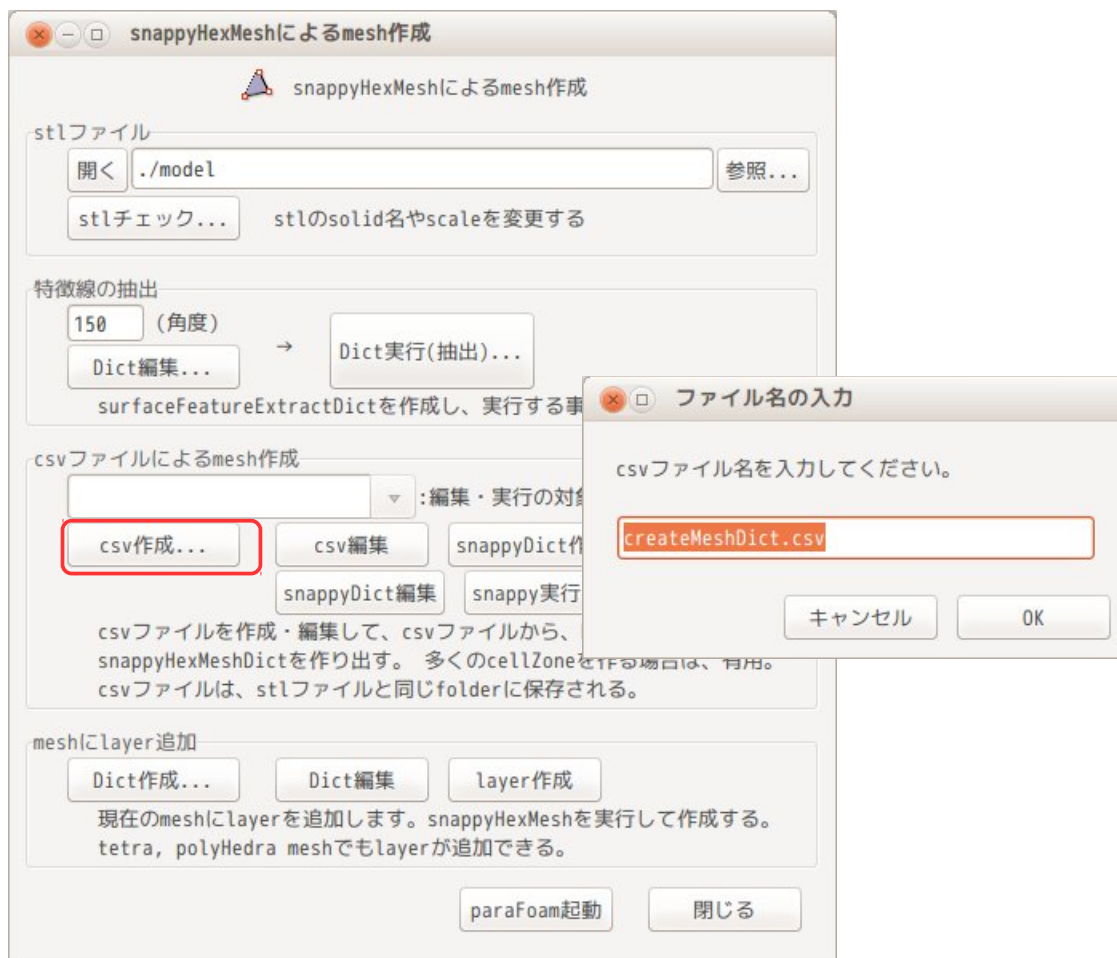 snappyHexMeshによるmesh作成
snappyHexMeshによるmesh作成
stlファイル
開く ./model 参照...
stlチェック... stlのsolid名やscaleを変更する
特徴線の抽出
150 (角度)
Dict編集... → Dict実行(抽出)...
surfaceFeatureExtractDictを作成し、実行する事
csvファイルによるmesh作成
:編集・実行の対象
csv作成... csv編集 snappyDict作
snappyDict編集 snappy実行
csvファイルを作成・編集して、csvファイルから、
snappyHexMeshDictを作り出す。 多くのcellZoneを作る場合は、有用。
csvファイルは、stlファイルと同じfolderに保存される。
meshにlayer追加
Dict作成... Dict編集 layer作成
現在のmeshにlayerを追加します。snappyHexMeshを実行して作成する。
tetra, polyHedra meshでもlayerが追加できる。
paraFoam起動 閉じる
ファイル名の入力
csvファイル名を入力してください。
createMeshDict.csv
キャンセル OK